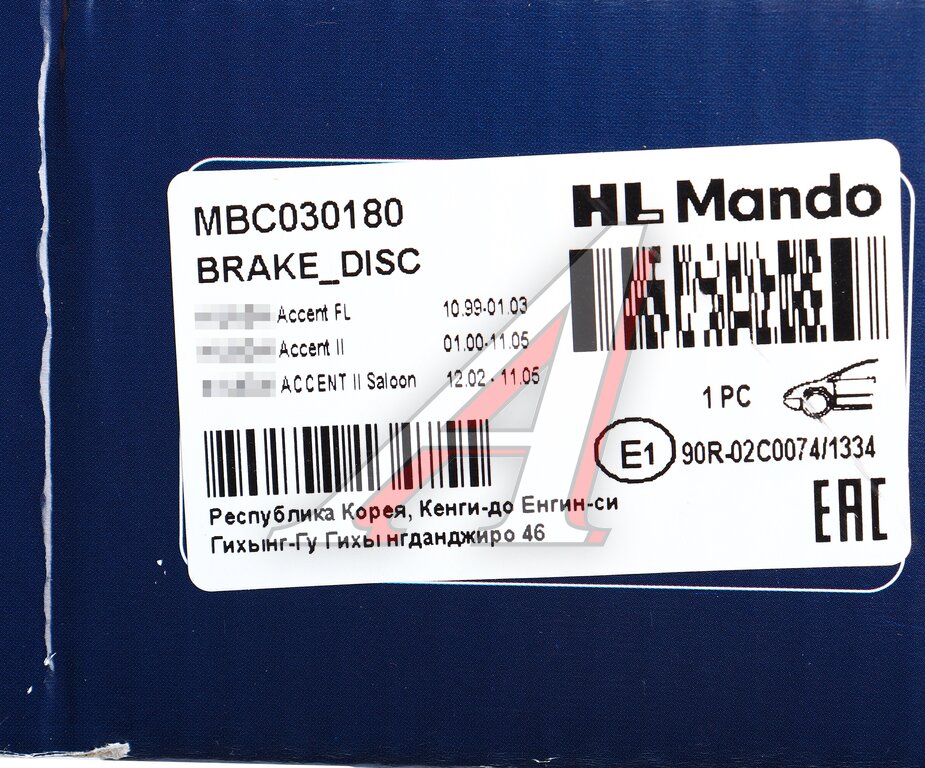 MBC030180
BRAKE_DISC
HL Mando
Accent FL 10.99-01.03
Accent II 01.00-11.05
ACCENT II Saloon 12.02 - 11.05
1 PC
E1 90R-02C0074/1334
Республика Корея, Кенги-до Енгин-си
Гихынг-Гу Гихы нгданджиро 46
EAC